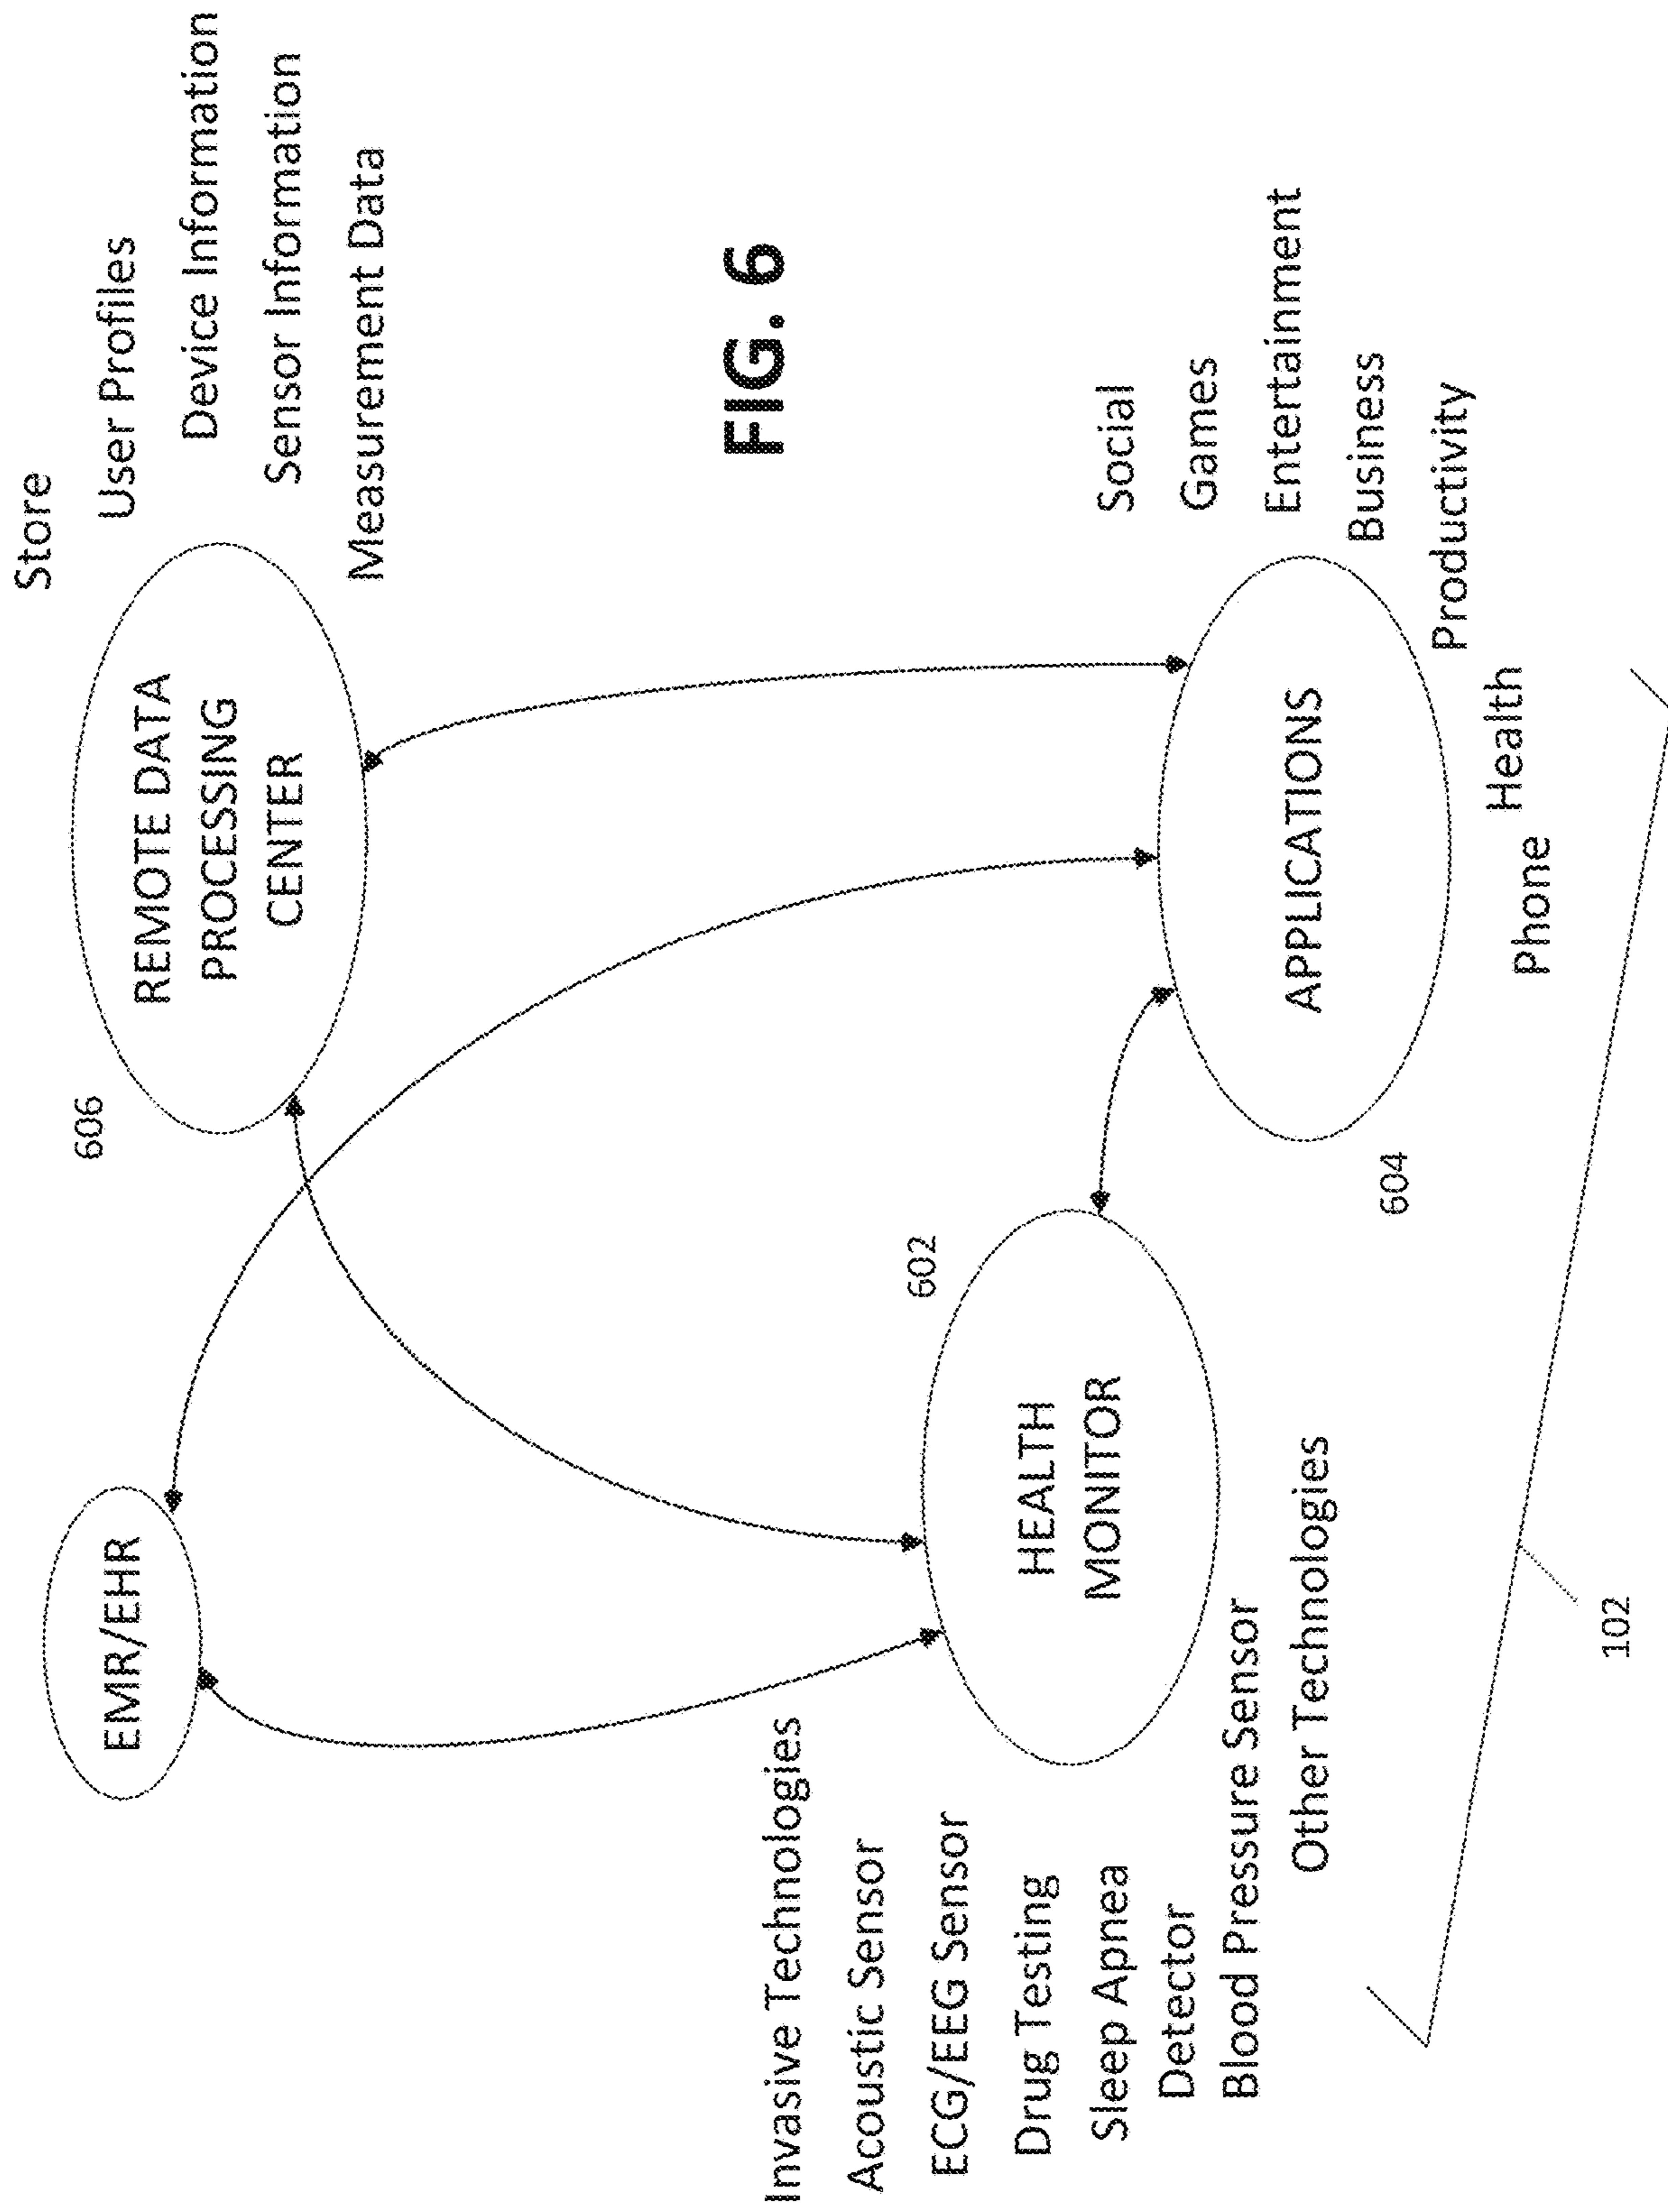 EMR/EHR
606
REMOTE DATA
PROCESSING
CENTER
Store
User Profiles
Device Information
Sensor Information
Measurement Data
FIG. 6
Invasive Technologies
Acoustic Sensor
ECG/EEG Sensor
Drug Testing
Sleep Apnea
Detector
Blood Pressure Sensor
Other Technologies
602
HEALTH
MONITOR
604
APPLICATIONS
Social
Games
Entertainment
Business
Productivity
Health
Phone
102